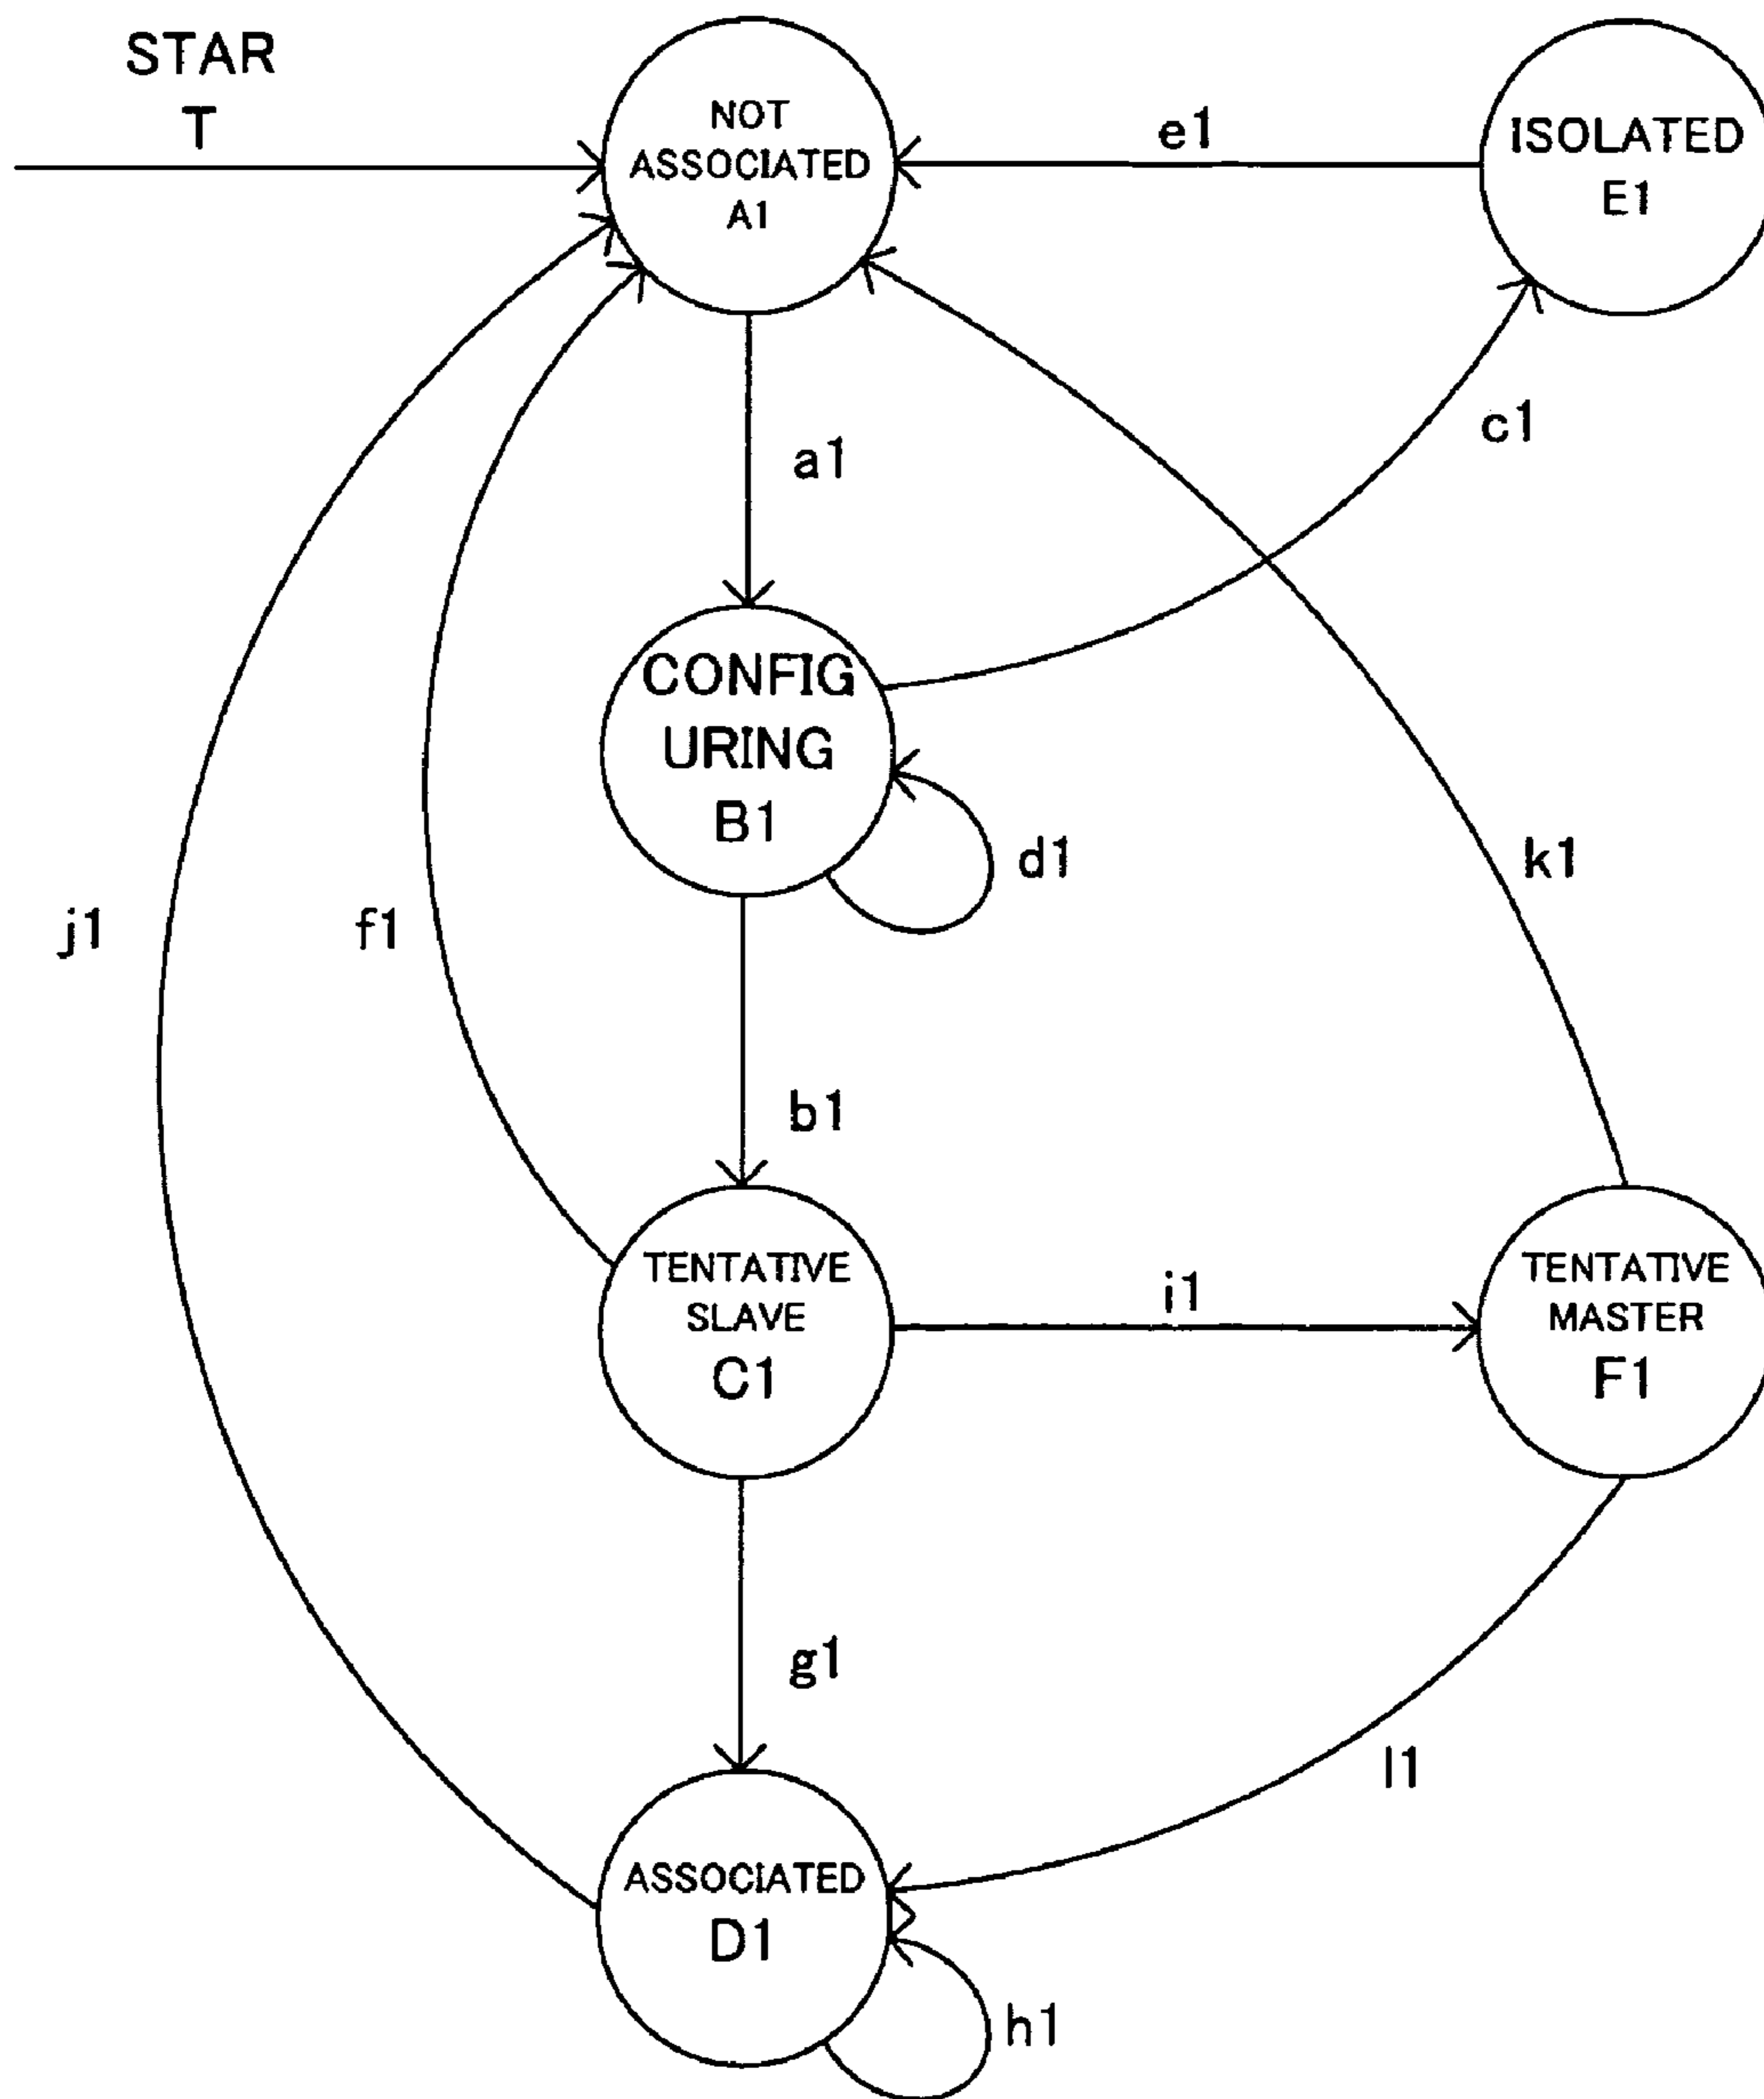 STAR
T
NOT
ASSOCIATED
A1
e1
ISOLATED
E1
c1
a1
CONFIG
URING
B1
d1
k1
j1
f1
b1
TENTATIVE
SLAVE
C1
i1
TENTATIVE
MASTER
F1
g1
l1
ASSOCIATED
D1
h1